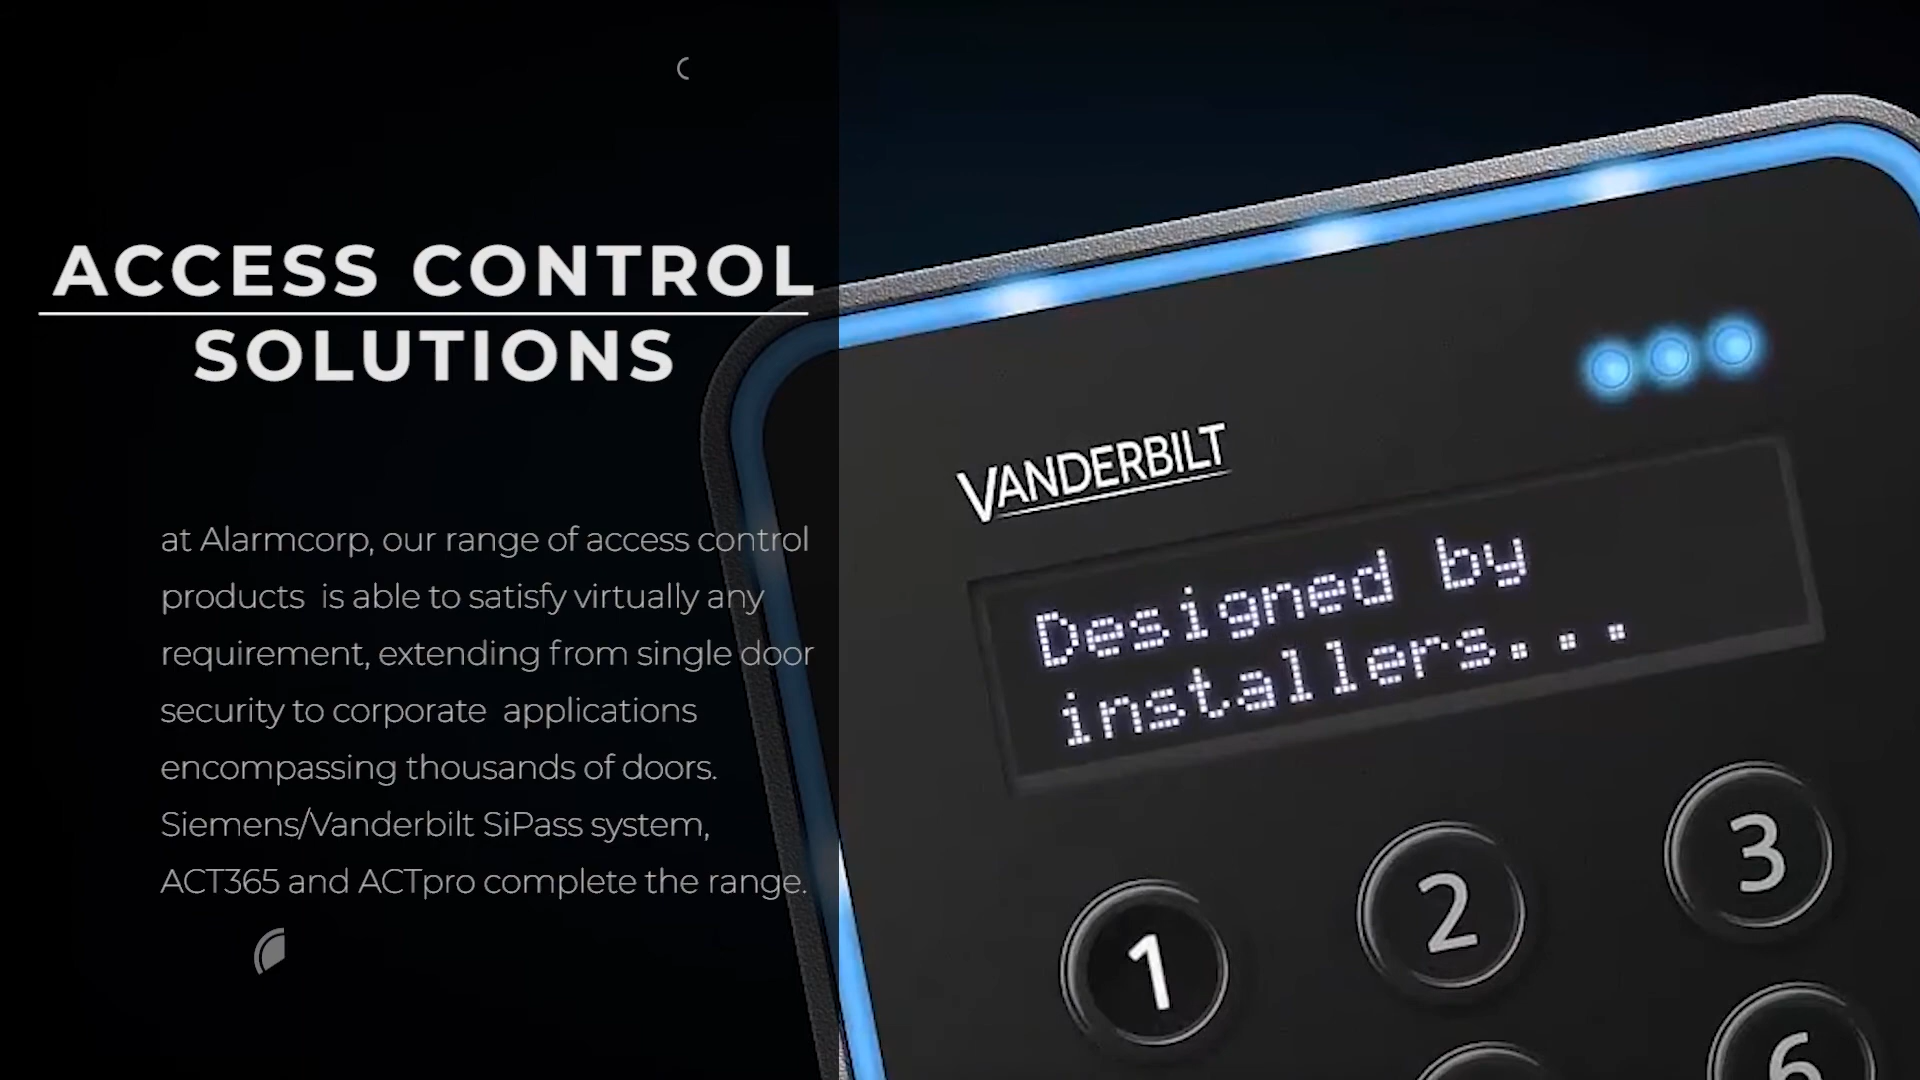 ACCESS CONTROL
SOLUTIONS
at Alarmcorp, our range of access control
products is able to satisfy virtually any
requirement, extending from single door
security to corporate applications
encompassing thousands of doors.
Siemens/Vanderbilt SiPass system,
ACT365 and ACTpro complete the range.
VANDERBILT
Designed by
installers...
1
2
3
6